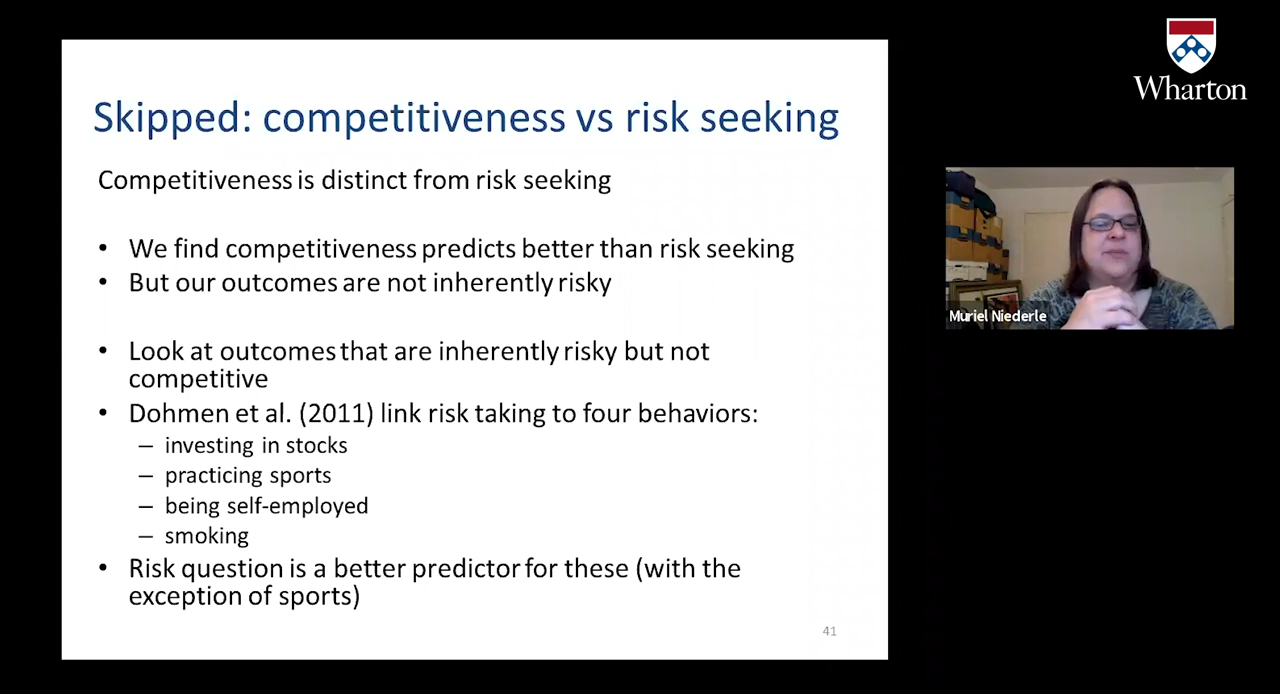 Wharton
Skipped: competitiveness vs risk seeking
Competitiveness is distinct from risk seeking
• We find competitiveness predicts better than risk seeking
• But our outcomes are not inherently risky
• Look at outcomes that are inherently risky but not
competitive
• Dohmen et al. (2011) link risk taking to four behaviors:
– investing in stocks
– practicing sports
– being self-employed
– smoking
• Risk question is a better predictor for these (with the
exception of sports)
41
Muriel Niederle